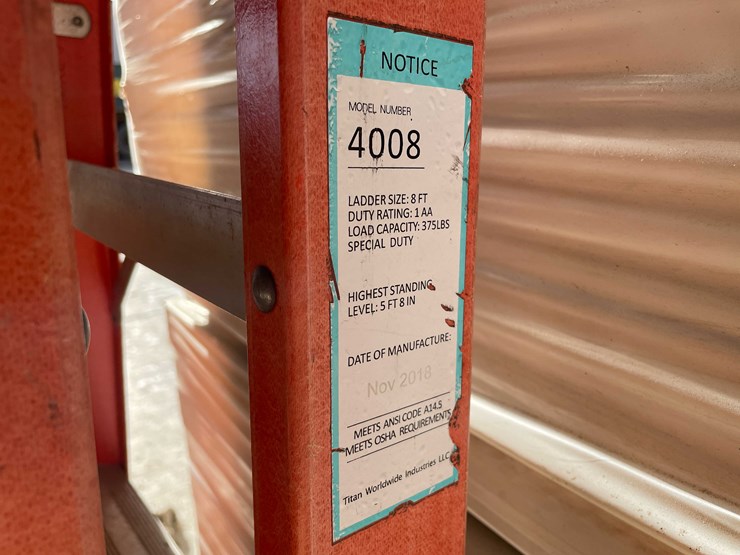 NOTICE
MODEL NUMBER
4008
LADDER SIZE: 8 FT
DUTY RATING: 1 AA
LOAD CAPACITY: 375LBS
SPECIAL DUTY
HIGHEST STANDING
LEVEL: 5 FT 8 IN
DATE OF MANUFACTURE:
Nov 2018
MEETS ANSI CODE A14.5
MEETS OSHA REQUIREMENTS
Titan Worldwide Industries LLC